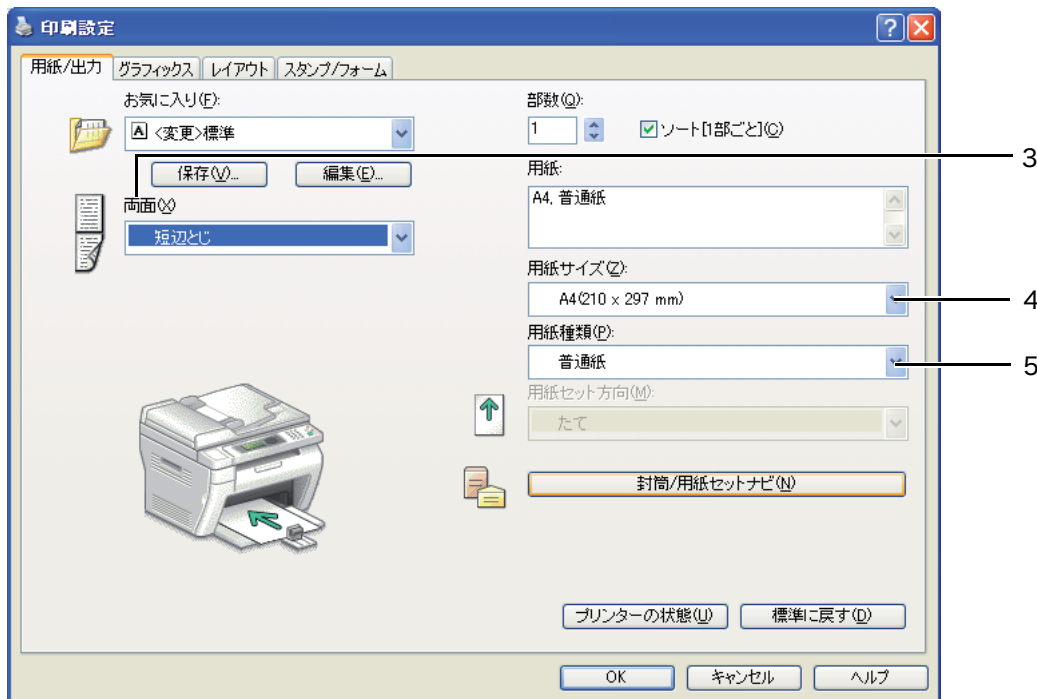 印刷設定
用紙/出力 グラフィックス レイアウト スタンプ/フォーム
お気に入り(F):
A <変更>標準
保存(V)... 編集(E)...
両面(X)
短辺とじ
部数(Q):
1 ソート[1部ごと](C)
3
用紙:
A4, 普通紙
用紙サイズ(Z):
A4(210 x 297 mm)
4
用紙種類(P):
普通紙
5
用紙セット方向(M):
たて
封筒/用紙セットナビ(N)
プリンターの状態(U) 標準に戻す(D)
OK キャンセル ヘルプ